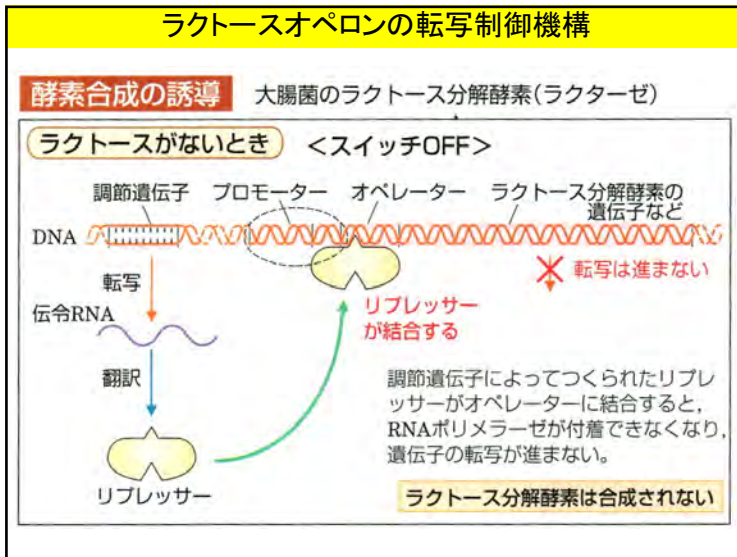 ラクトースオペロンの転写制御機構
酵素合成の誘導 大腸菌のラクトース分解酵素(ラクターゼ)
ラクトースがないとき <スイッチOFF>
調節遺伝子 プロモーター オペレーター ラクトース分解酵素の
遺伝子など
DNA
転写
転写は進まない
伝令RNA
リプレッサー
が結合する
翻訳
調節遺伝子によってつくられたリプレ
ッサーがオペレーターに結合すると,
RNAポリメラーゼが付着できなくなり,
遺伝子の転写が進まない。
リプレッサー
ラクトース分解酵素は合成されない